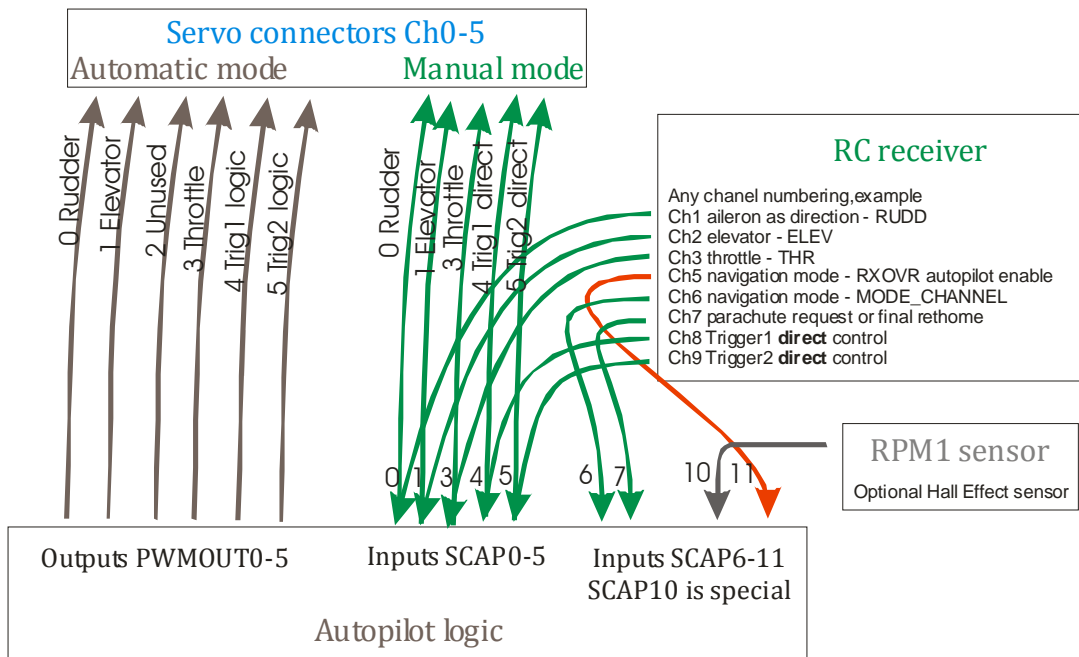 Servo connectors Ch0-5
Automatic mode
Manual mode
0 Rudder
1 Elevator
2 Unused
3 Throttle
4 Trig1 logic
5 Trig2 logic
0 Rudder
1 Elevator
3 Throttle
4 Trig1 direct
5 Trig2 direct
RC receiver
Any chanel numbering,example
Ch1 aileron as direction - RUDD
Ch2 elevator - ELEV
Ch3 throttle - THR
Ch5 navigation mode - RXOVR autopilot enable
Ch6 navigation mode - MODE_CHANNEL
Ch7 parachute request or final rethome
Ch8 Trigger1 direct control
Ch9 Trigger2 direct control
RPM1 sensor
Optional Hall Effect sensor
0
1
3
4
5
6
7
10
11
Outputs PWMOUT0-5
Inputs SCAP0-5
Inputs SCAP6-11
SCAP10 is special
Autopilot logic